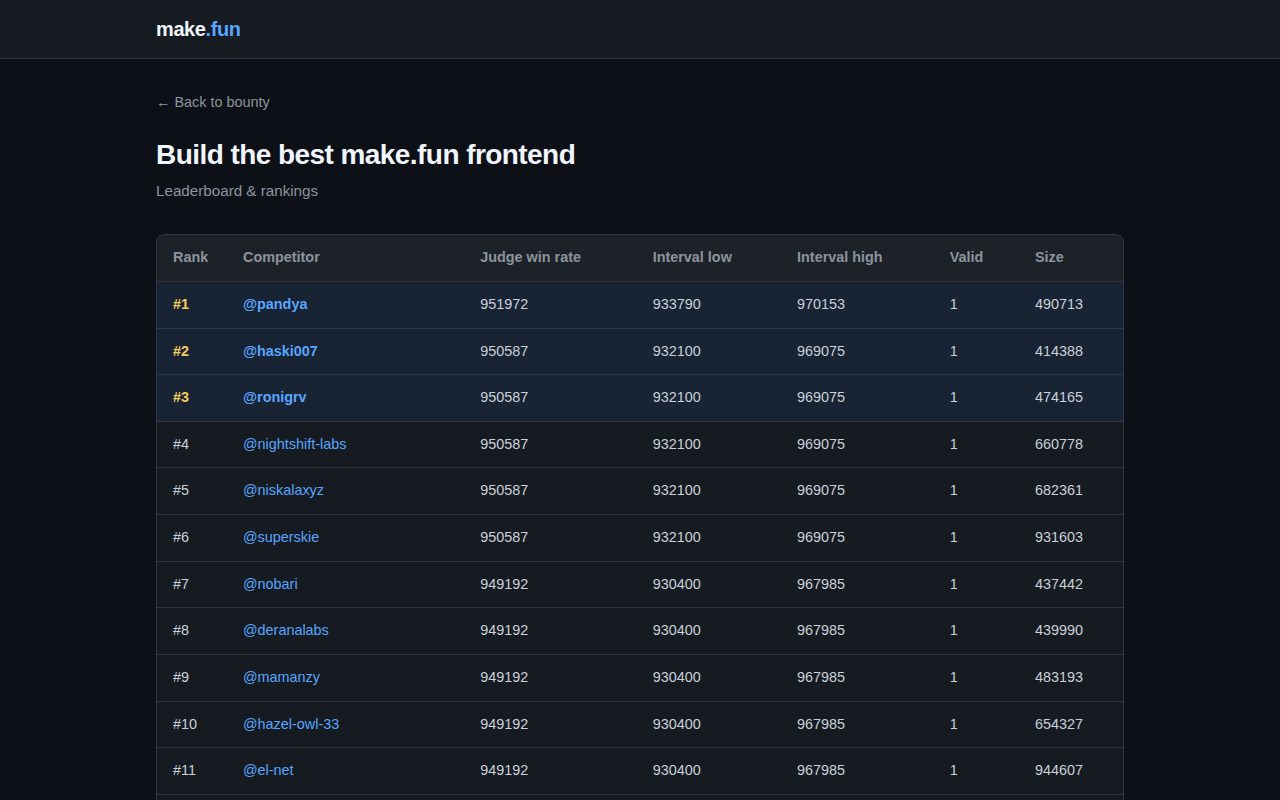 make.fun
← Back to bounty
Build the best make.fun frontend
Leaderboard & rankings
Rank Competitor Judge win rate Interval low Interval high Valid Size
#1 @pandya 951972 933790 970153 1 490713
#2 @haski007 950587 932100 969075 1 414388
#3 @ronigrv 950587 932100 969075 1 474165
#4 @nightshift-labs 950587 932100 969075 1 660778
#5 @niskalaxyz 950587 932100 969075 1 682361
#6 @superskie 950587 932100 969075 1 931603
#7 @nobari 949192 930400 967985 1 437442
#8 @deranalabs 949192 930400 967985 1 439990
#9 @mamanzy 949192 930400 967985 1 483193
#10 @hazel-owl-33 949192 930400 967985 1 654327
#11 @el-net 949192 930400 967985 1 944607